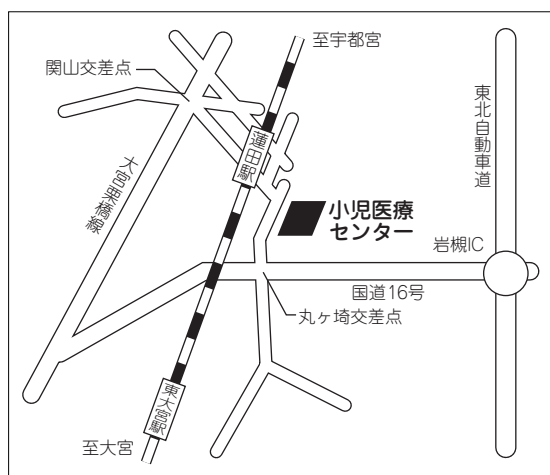 至宇都宮
関山交差点
東北自動車道
蓮田駅
大宮栗橋線
小児医療
センター
岩槻IC
国道16号
丸ヶ埼交差点
東大宮駅
至大宮